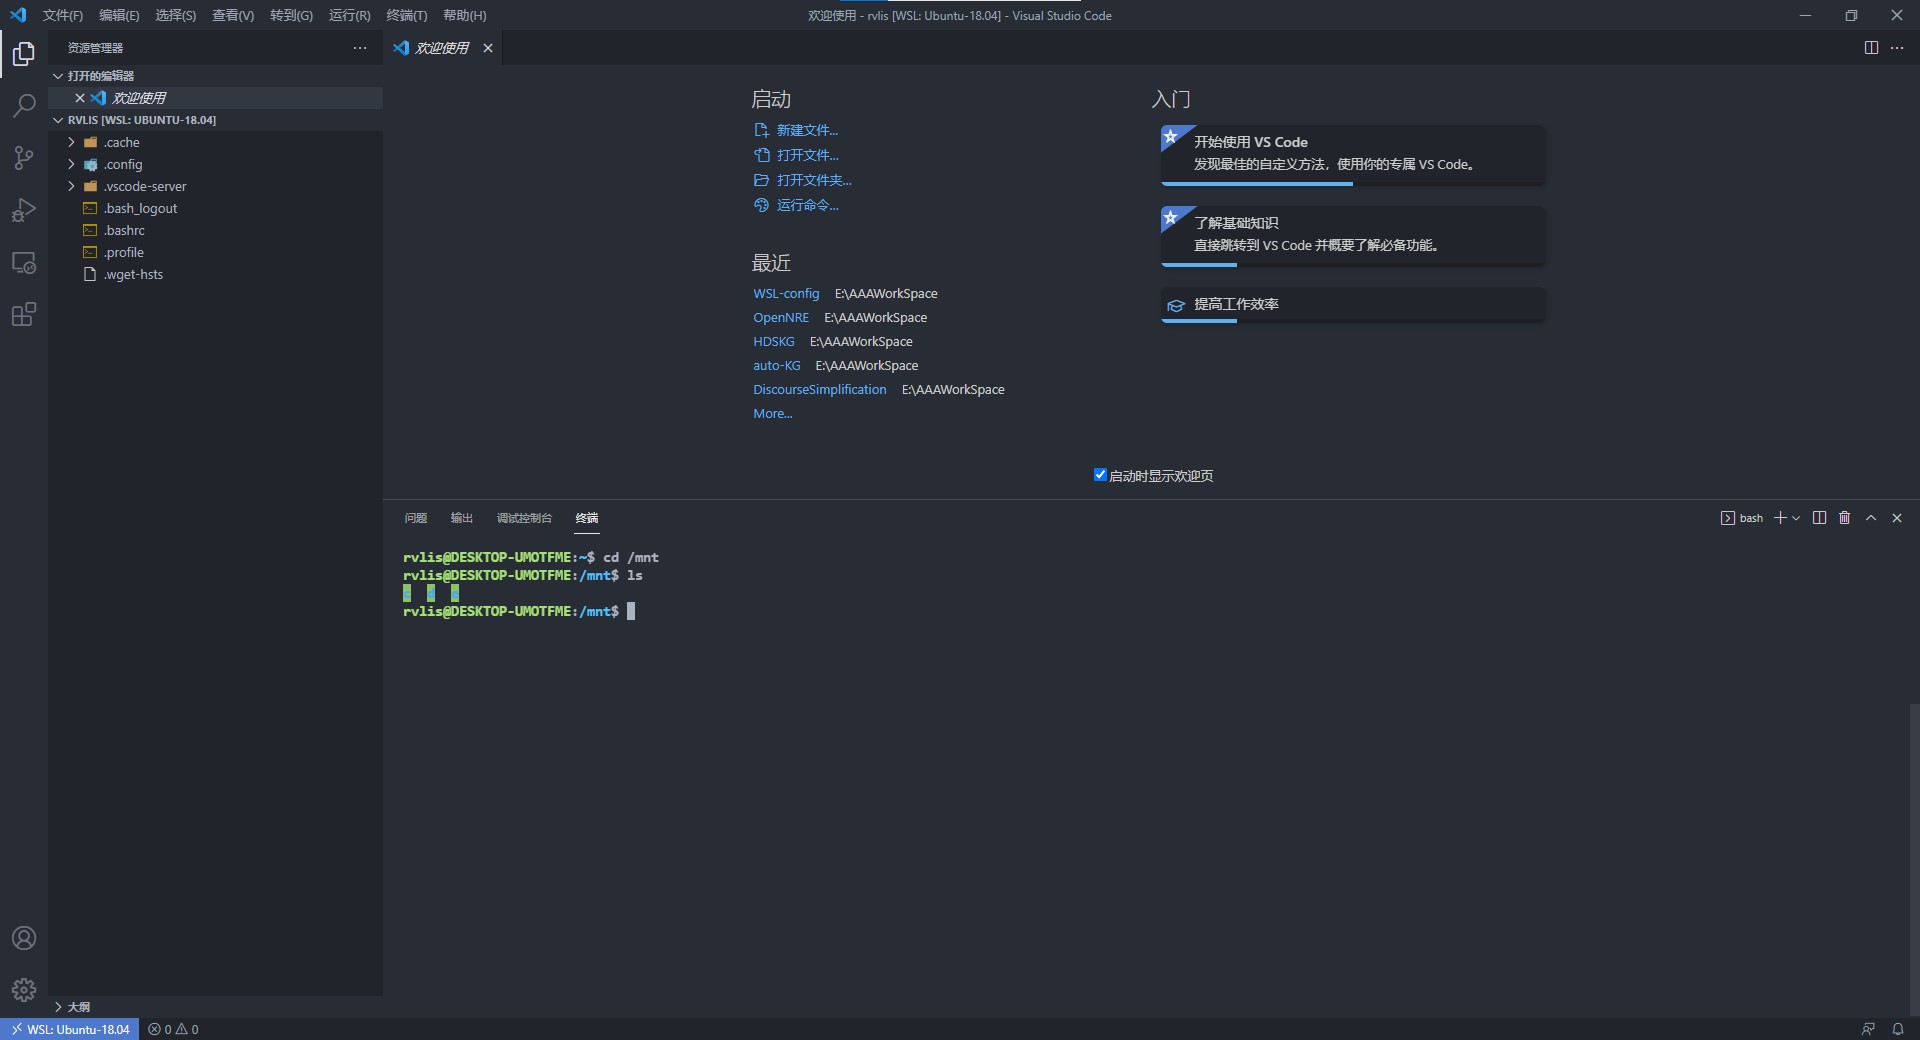 文件(F) 编辑(E) 选择(S) 查看(V) 转到(G) 运行(R) 终端(T) 帮助(H)
欢迎使用 - rvlis [WSL: Ubuntu-18.04] - Visual Studio Code
资源管理器
打开的编辑器
欢迎使用
RVLIS [WSL: UBUNTU-18.04]
.cache
.config
.vscode-server
.bash_logout
.bashrc
.profile
.wget-hsts
大纲
欢迎使用
启动
新建文件...
打开文件...
打开文件夹...
运行命令...
最近
WSL-config E:\AAAWorkSpace
OpenNRE E:\AAAWorkSpace
HDSKG E:\AAAWorkSpace
auto-KG E:\AAAWorkSpace
DiscourseSimplification E:\AAAWorkSpace
More...
入门
开始使用 VS Code
发现最佳的自定义方法，使用你的专属 VS Code。
了解基础知识
直接跳转到 VS Code 并概要了解必备功能。
提高工作效率
启动时显示欢迎页
问题 输出 调试控制台 终端
bash
rvlis@DESKTOP-UMOTFME:~$ cd /mnt
rvlis@DESKTOP-UMOTFME:/mnt$ ls
c d e
rvlis@DESKTOP-UMOTFME:/mnt$
WSL: Ubuntu-18.04 0 0